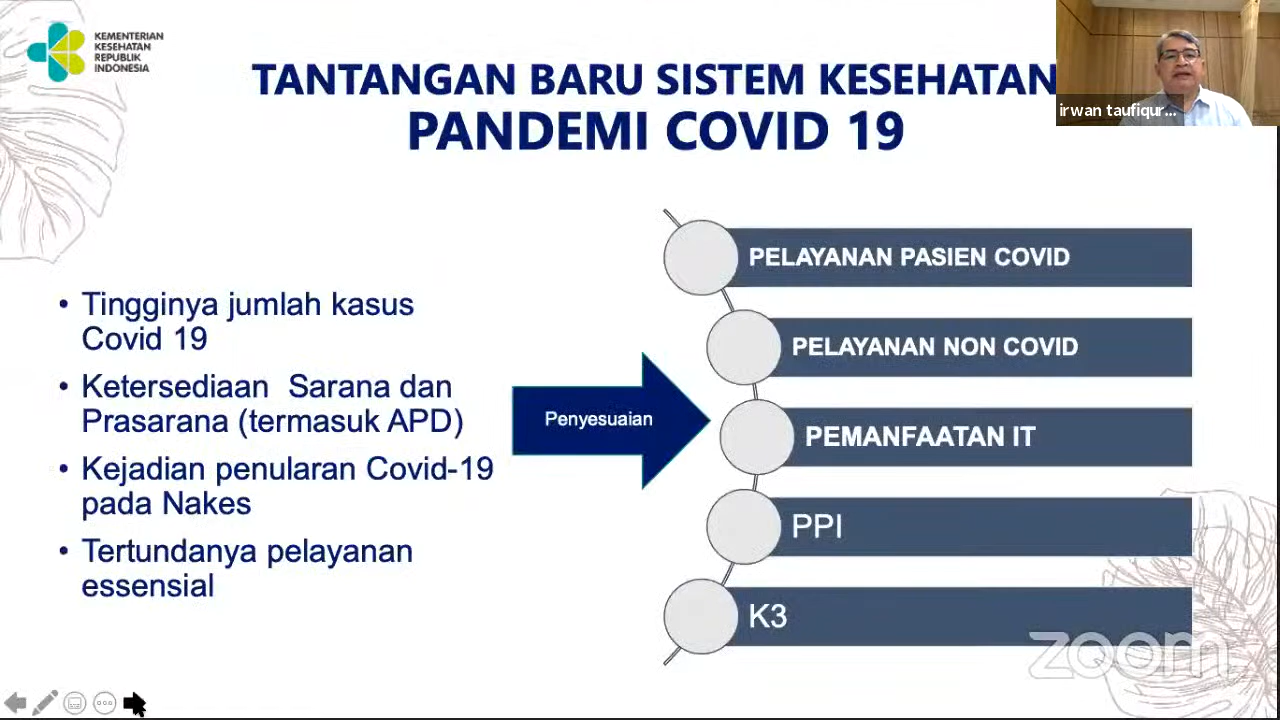 KEMENTERIAN
KESEHATAN
REPUBLIK
INDONESIA
TANTANGAN BARU SISTEM KESEHATAN
PANDEMI COVID 19
irwan taufiqur...
• Tingginya jumlah kasus
Covid 19
• Ketersediaan Sarana dan
Prasarana (termasuk APD)
• Kejadian penularan Covid-19
pada Nakes
• Tertundanya pelayanan
essensial
Penyesuaian
PELAYANAN PASIEN COVID
PELAYANAN NON COVID
PEMANFAATAN IT
PPI
K3
zoom